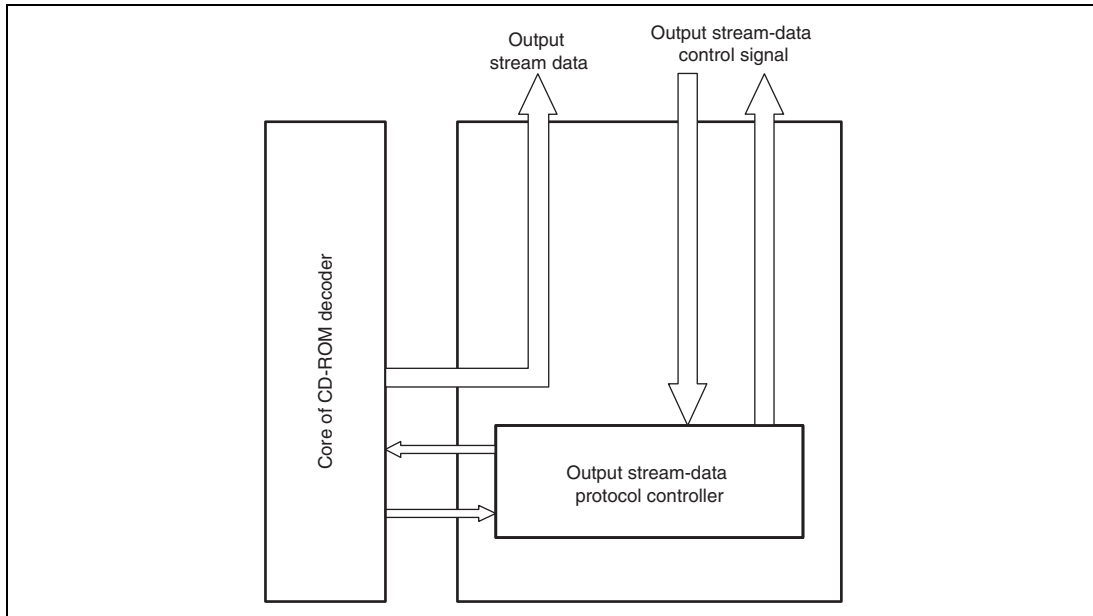 Output
stream data
Output stream-data
control signal
Core of CD-ROM decoder
Output stream-data
protocol controller